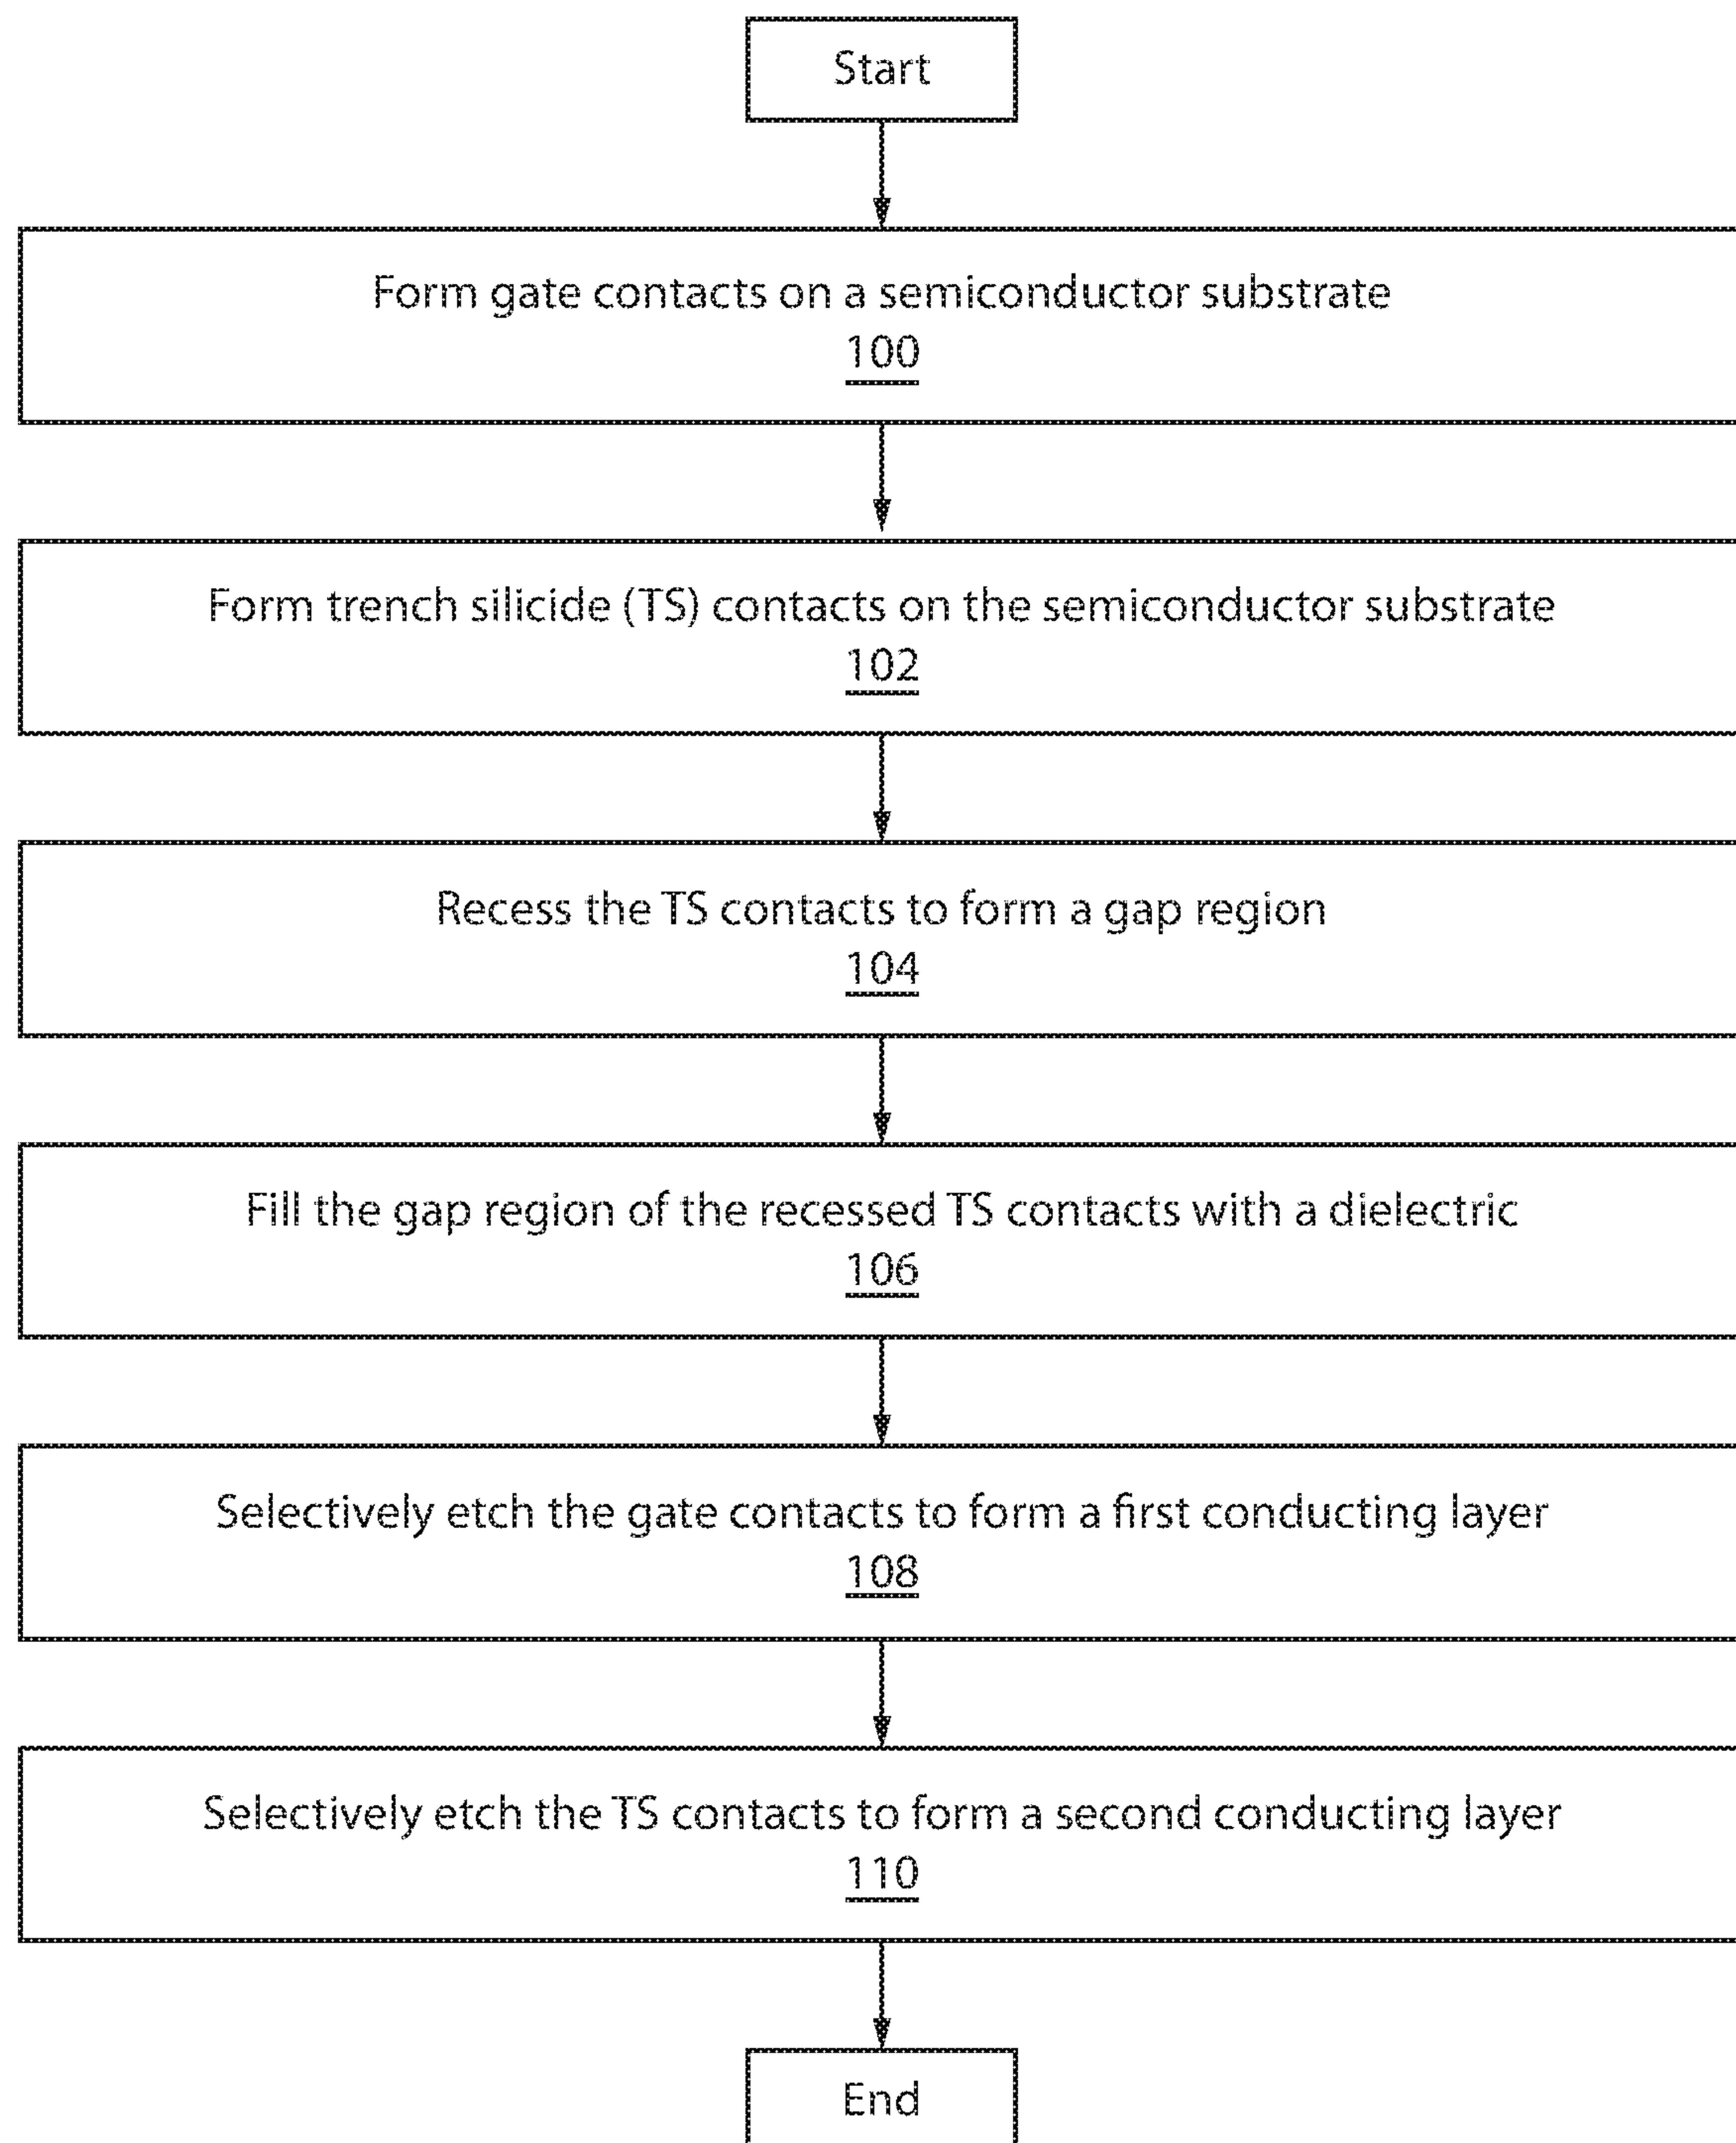 Start
Form gate contacts on a semiconductor substrate
100
Form trench silicide (TS) contacts on the semiconductor substrate
102
Recess the TS contacts to form a gap region
104
Fill the gap region of the recessed TS contacts with a dielectric
106
Selectively etch the gate contacts to form a first conducting layer
108
Selectively etch the TS contacts to form a second conducting layer
110
End